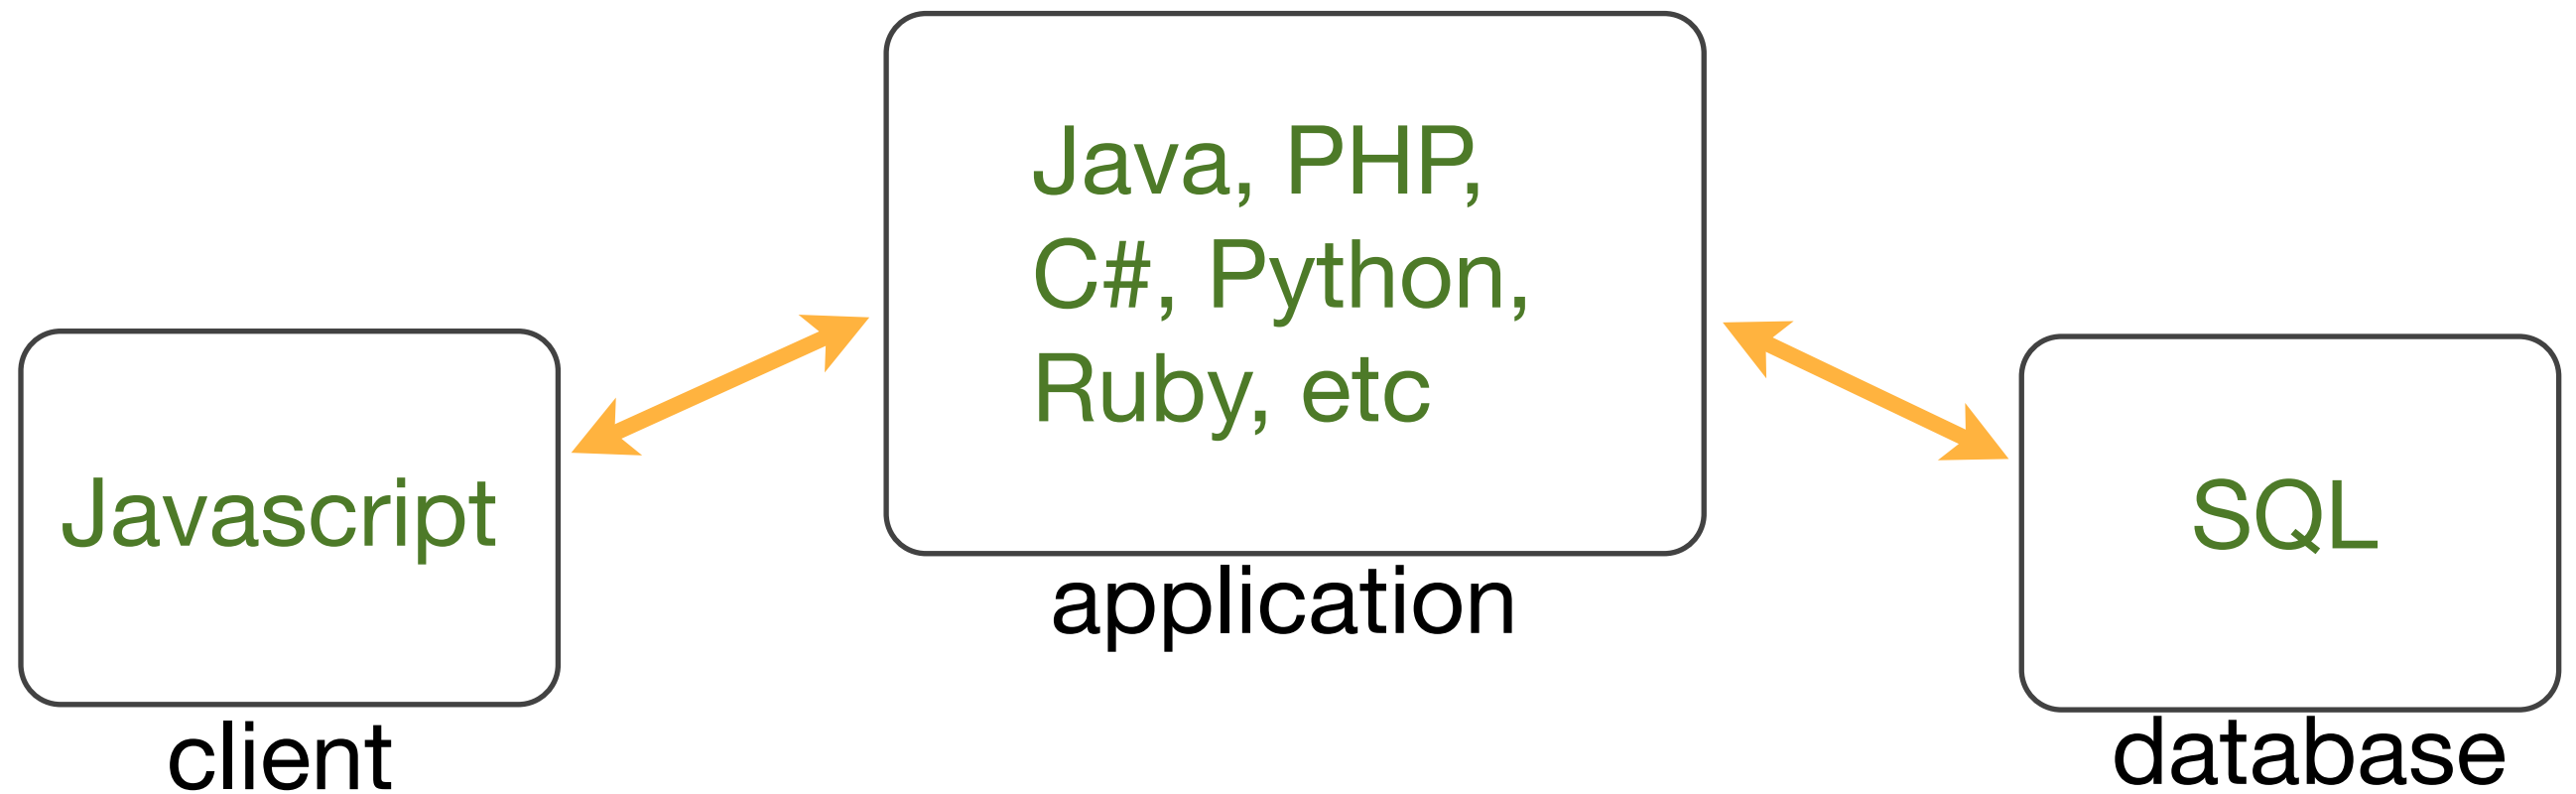 Javascript
client
Java, PHP,
C#, Python,
Ruby, etc
application
SQL
database